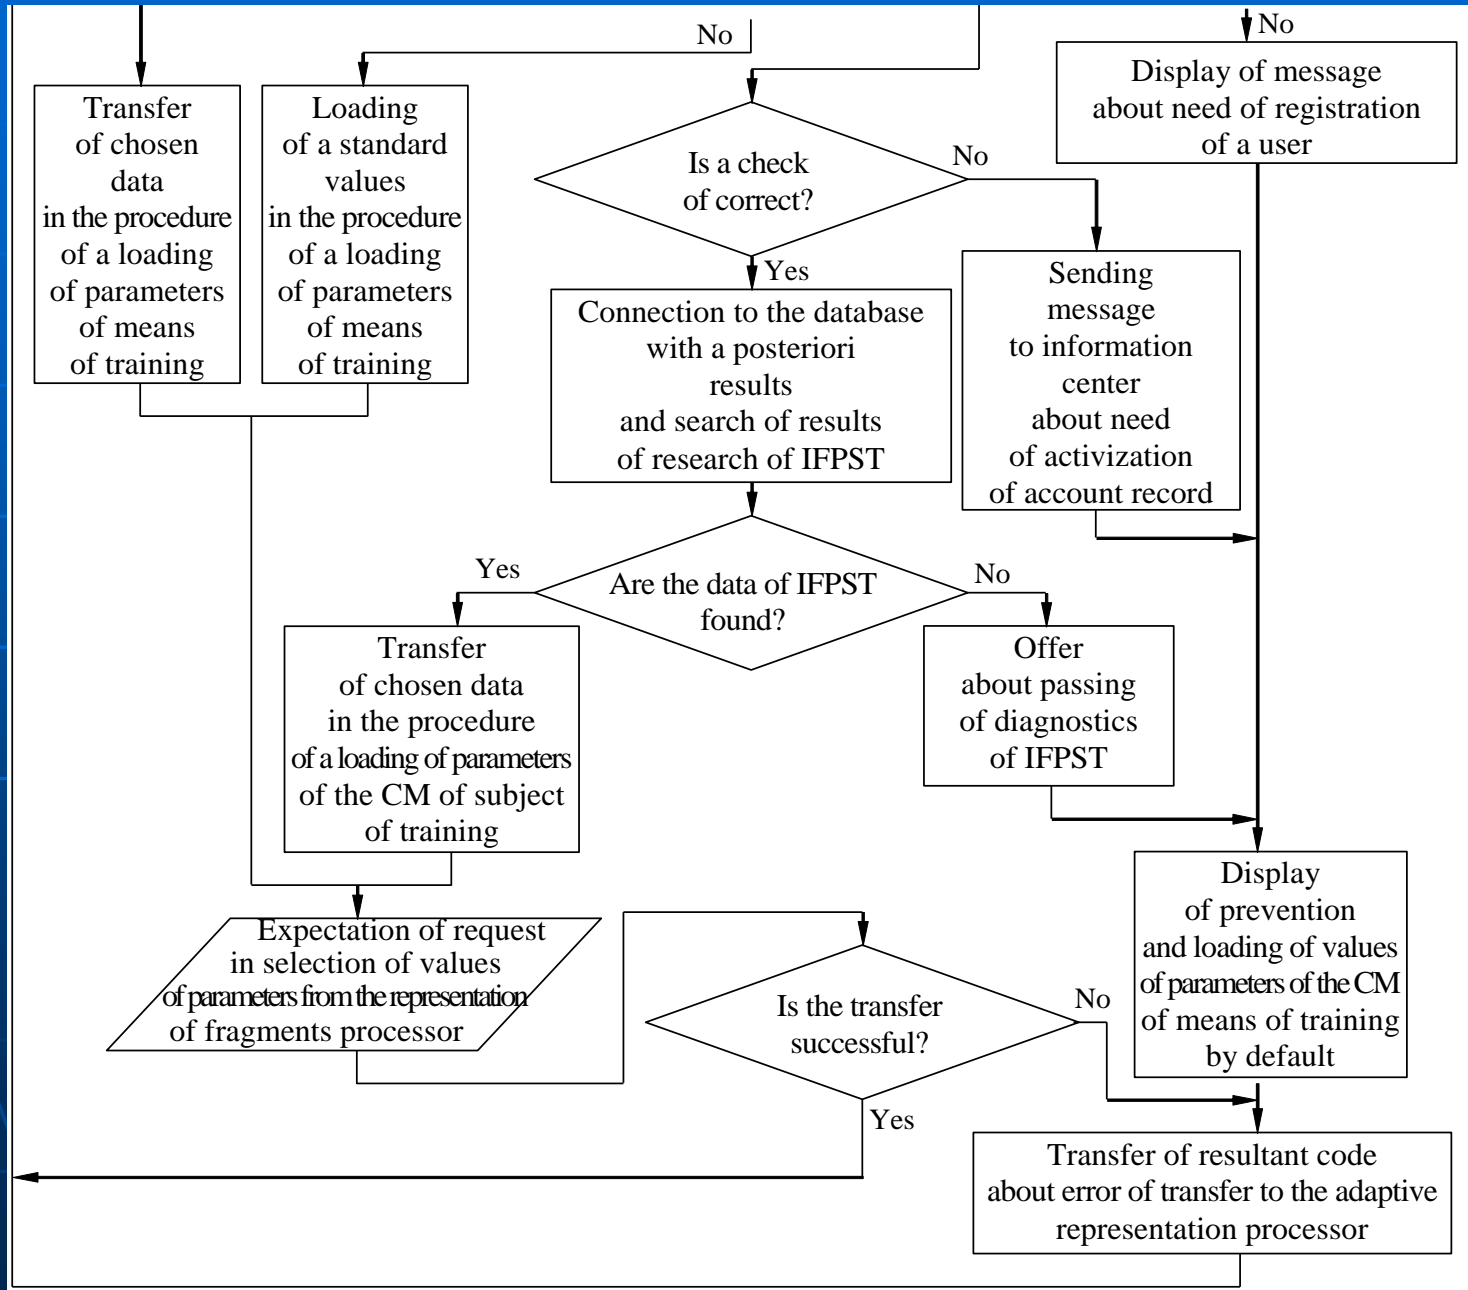 No
No
Transfer
of chosen
data
in the procedure
of a loading
of parameters
of means
of training
Loading
of a standard
values
in the procedure
of a loading
of parameters
of means
of training
Is a check
of correct?
No
Yes
Display of message
about need of registration
of a user
Connection to the database
with a posteriori
results
and search of results
of research of IFPST
Sending
message
to information
center
about need
of activization
of account record
Yes
Are the data of IFPST
found?
No
Transfer
of chosen data
in the procedure
of a loading of parameters
of the CM of subject
of training
Offer
about passing
of diagnostics
of IFPST
Display
of prevention
and loading of values
of parameters of the CM
of means of training
by default
Expectation of request
in selection of values
of parameters from the representation
of fragments processor
Is the transfer
successful?
No
Yes
Transfer of resultant code
about error of transfer to the adaptive
representation processor